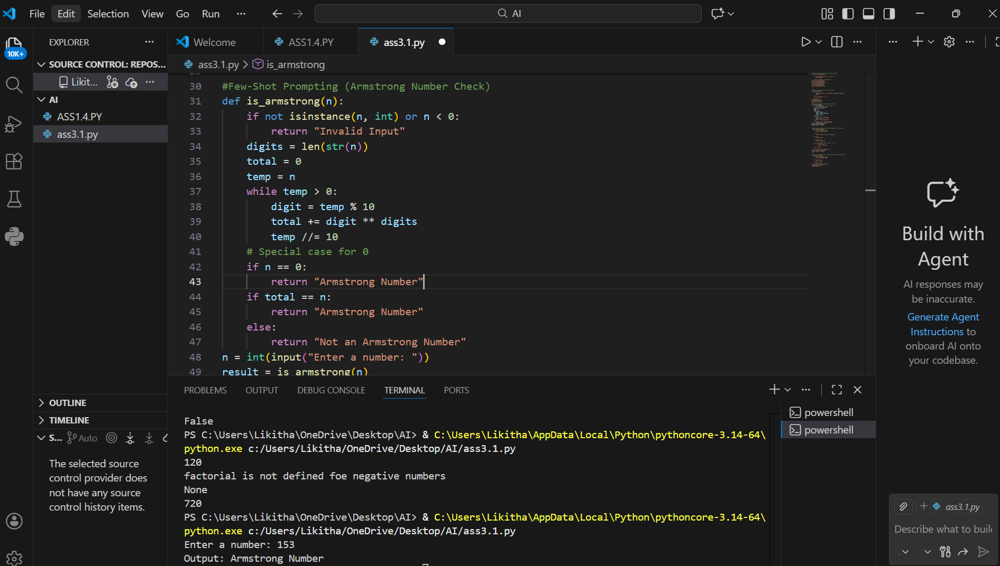 File Edit Selection View Go Run ···
AI
EXPLORER ···
SOURCE CONTROL: REPOS...
Likit... ···
AI
ASS1.4.PY
ass3.1.py
10K+
OUTLINE
TIMELINE
S... Auto
The selected source
control provider does
not have any source
control history items.
Welcome ASS1.4.PY ass3.1.py
ass3.1.py > is_armstrong
30 #Few-Shot Prompting (Armstrong Number Check)
31 def is_armstrong(n):
32 if not isinstance(n, int) or n < 0:
33 return "Invalid Input"
34 digits = len(str(n))
35 total = 0
36 temp = n
37 while temp > 0:
38 digit = temp % 10
39 total += digit ** digits
40 temp //= 10
41 # Special case for 0
42 if n == 0:
43 return "Armstrong Number"
44 if total == n:
45 return "Armstrong Number"
46 else:
47 return "Not an Armstrong Number"
48 n = int(input("Enter a number: "))
49 result = is_armstrong(n)
PROBLEMS OUTPUT DEBUG CONSOLE TERMINAL PORTS
False
PS C:\Users\Likitha\OneDrive\Desktop\AI> & C:\Users\Likitha\AppData\Local\Python\pythoncore-3.14-64\
python.exe c:/Users/Likitha/OneDrive/Desktop/AI/ass3.1.py
120
factorial is not defined foe negative numbers
None
720
PS C:\Users\Likitha\OneDrive\Desktop\AI> & C:\Users\Likitha\AppData\Local\Python\pythoncore-3.14-64\
python.exe c:/Users/Likitha/OneDrive/Desktop/AI/ass3.1.py
Enter a number: 153
Output: Armstrong Number
powershell
powershell
Build with
Agent
AI responses may
be inaccurate.
Generate Agent
Instructions to
onboard AI onto
your codebase.
ass3.1.py
Describe what to build